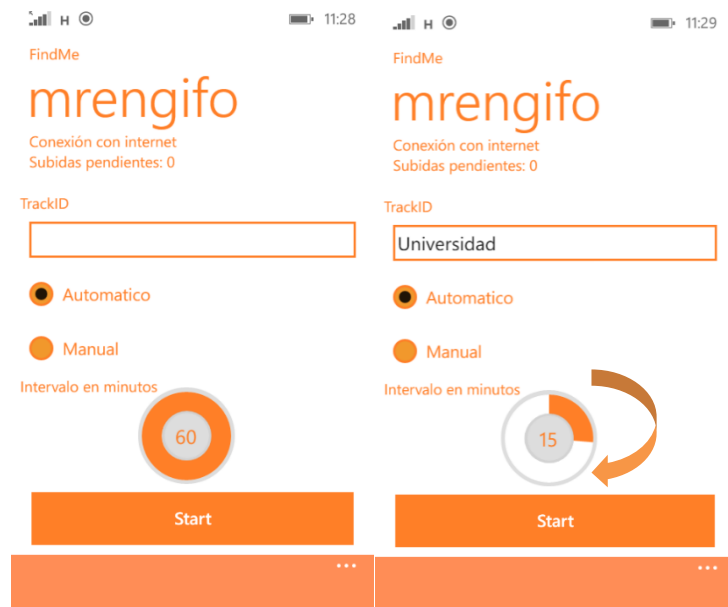 H 11:28
FindMe
mrengifo
Conexión con internet
Subidas pendientes: 0
TrackID
Automatico
Manual
Intervalo en minutos
60
Start
H 11:29
FindMe
mrengifo
Conexión con internet
Subidas pendientes: 0
TrackID
Universidad
Automatico
Manual
Intervalo en minutos
15
Start